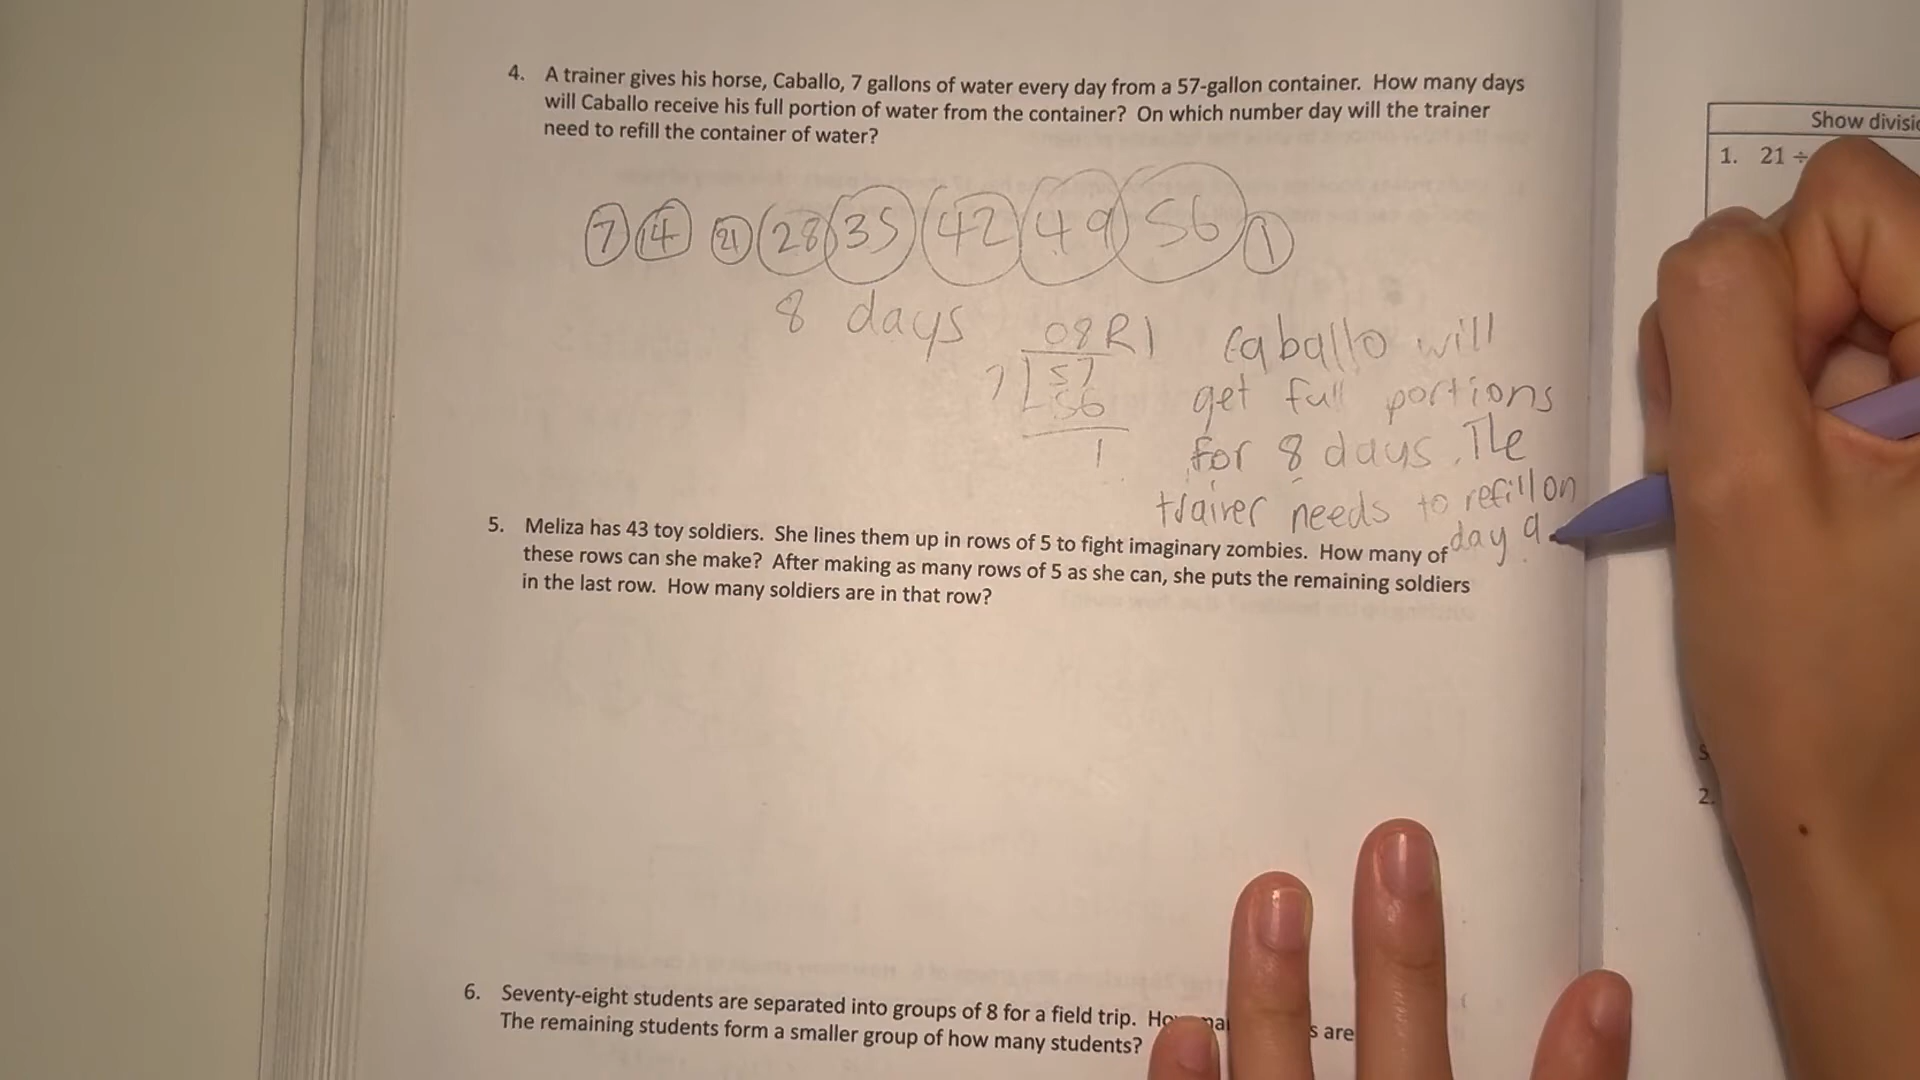 4. A trainer gives his horse, Caballo, 7 gallons of water every day from a 57-gallon container. How many days
will Caballo receive his full portion of water from the container? On which number day will the trainer
need to refill the container of water?
7 14 21 28 35 42 49 56 1
8 days
08R1
7 57
56
1
Caballo will
get full portions
for 8 days. The
trainer needs to refill on
day 9.
5. Meliza has 43 toy soldiers. She lines them up in rows of 5 to fight imaginary zombies. How many of
these rows can she make? After making as many rows of 5 as she can, she puts the remaining soldiers
in the last row. How many soldiers are in that row?
6. Seventy-eight students are separated into groups of 8 for a field trip. are
The remaining students form a smaller group of how many students?
Show
1. 21 ÷
2.